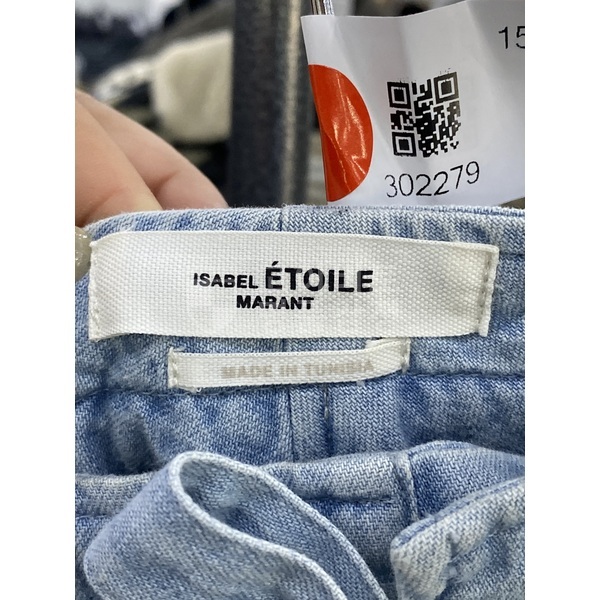 15
302279
ISABEL ÉTOILE
MARANT
MADE IN TUNISIA